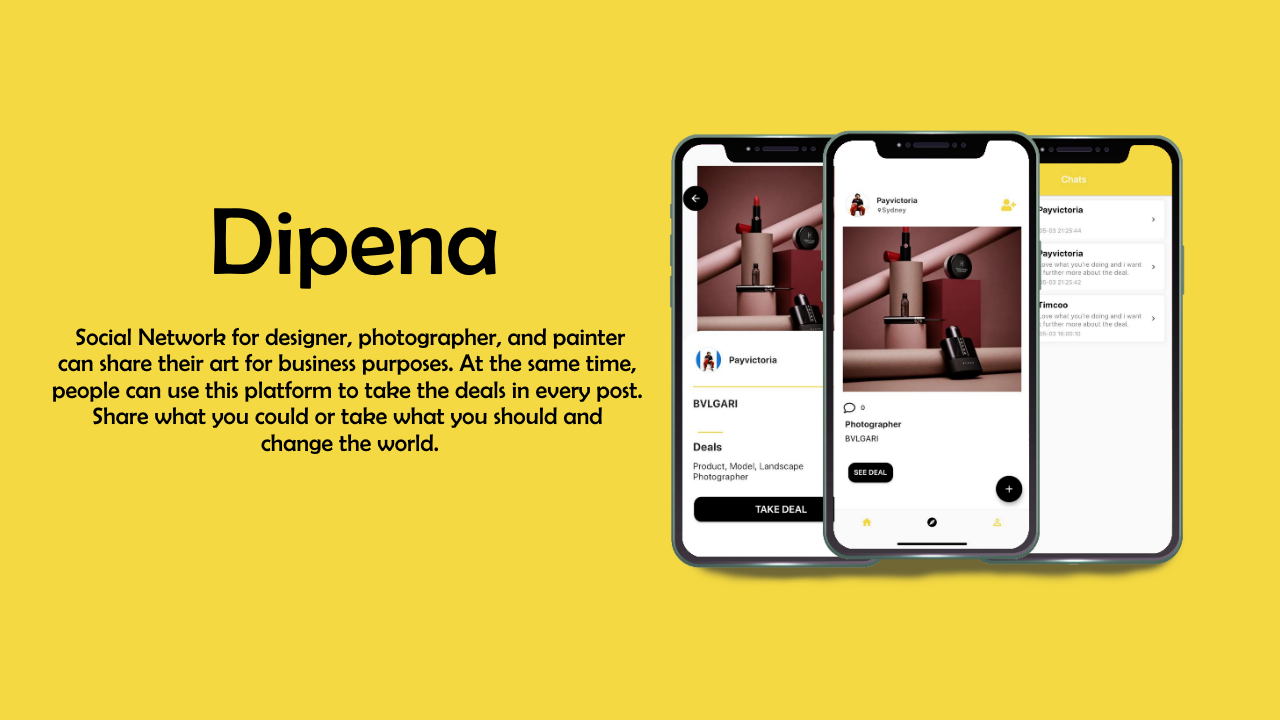 Dipena
Social Network for designer, photographer, and painter
can share their art for business purposes. At the same time,
people can use this platform to take the deals in every post.
Share what you could or take what you should and
change the world.
Payvictoria
BVLGARI
Deals
Product, Model, Landscape
Photographer
TAKE DEAL
Payvictoria
Sydney
0
Photographer
BVLGARI
SEE DEAL
Chats
Payvictoria
05-03 21:25:44
Payvictoria
Love what you're doing and i want
further more about the deal.
05-03 21:25:42
Timcoo
Love what you're doing and i want
further more about the deal.
05-03 16:00:10